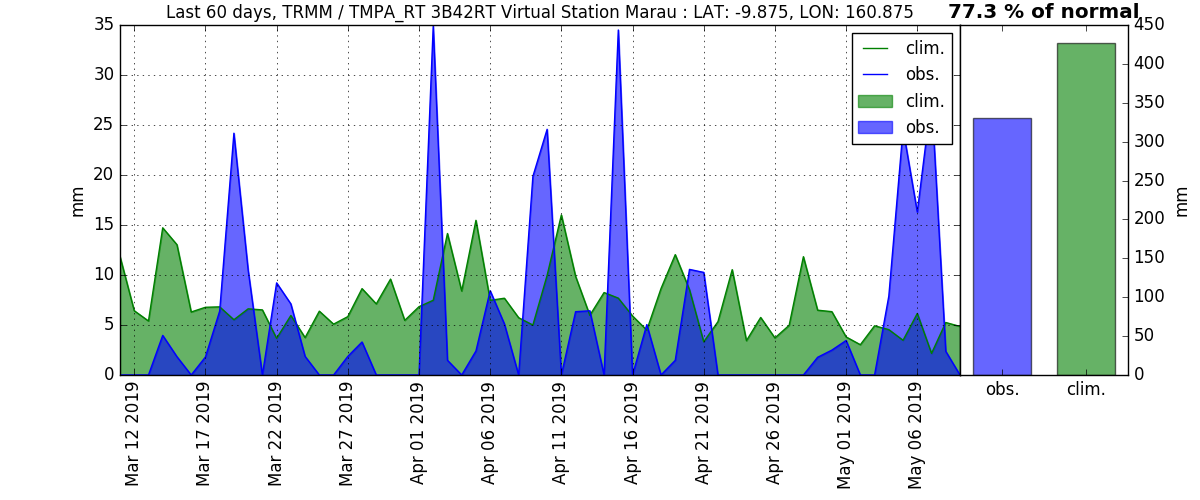 Last 60 days, TRMM / TMPA_RT 3B42RT Virtual Station Marau : LAT: -9.875, LON: 160.875
77.3 % of normal
35
30
25
20
15
10
5
0
mm
clim.
obs.
clim.
obs.
450
400
350
300
250
200
150
100
50
0
mm
obs.
clim.
Mar 12 2019
Mar 17 2019
Mar 22 2019
Mar 27 2019
Apr 01 2019
Apr 06 2019
Apr 11 2019
Apr 16 2019
Apr 21 2019
Apr 26 2019
May 01 2019
May 06 2019